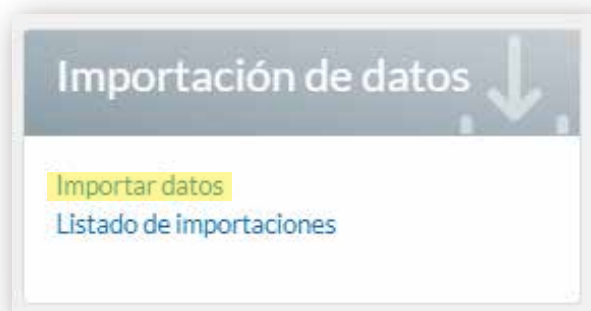 Importación de datos
Importar datos
Listado de importaciones